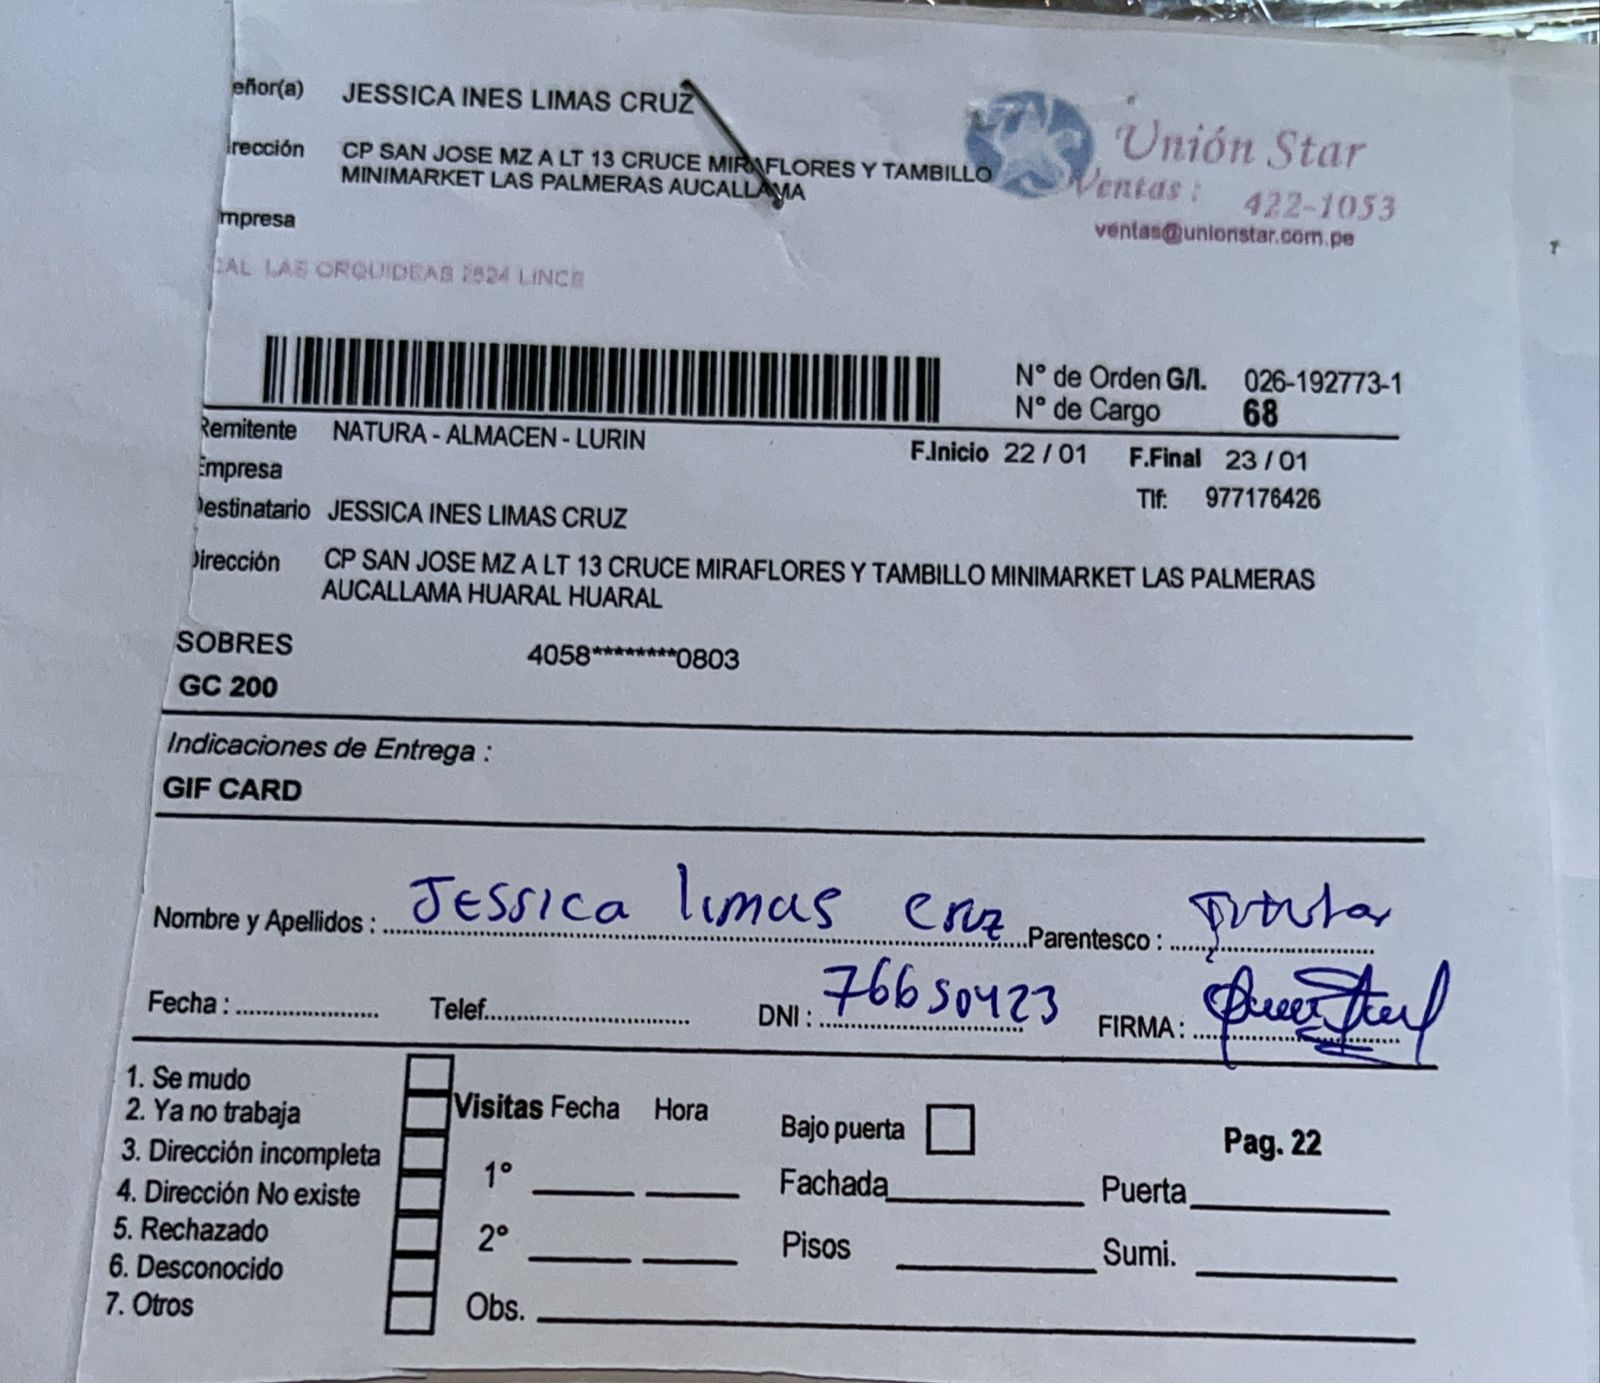 eñor(a) JESSICA INES LIMAS CRUZ
Unión Star
irección CP SAN JOSE MZ A LT 13 CRUCE MIRAFLORES Y TAMBILLO
MINIMARKET LAS PALMERAS AUCALLAMA
Ventas : 422-1053
ventas@unionstar.com.pe
mpresa
CAL LAS ORQUIDEAS 2624 LINCE
N° de Orden G/I. 026-192773-1
N° de Cargo 68
Remitente NATURA - ALMACEN - LURIN
F.Inicio 22 / 01 F.Final 23 / 01
Empresa
Tlf: 977176426
Destinatario JESSICA INES LIMAS CRUZ
Dirección CP SAN JOSE MZ A LT 13 CRUCE MIRAFLORES Y TAMBILLO MINIMARKET LAS PALMERAS
AUCALLAMA HUARAL HUARAL
SOBRES 4058********0803
GC 200
Indicaciones de Entrega :
GIF CARD
Nombre y Apellidos : Jessica limas Cruz Parentesco :
Fecha : Telef. DNI : 76650423 FIRMA :
1. Se mudo
2. Ya no trabaja
3. Dirección incompleta
4. Dirección No existe
5. Rechazado
6. Desconocido
7. Otros
Visitas Fecha Hora
1°
2°
Obs.
Bajo puerta
Pag. 22
Fachada Puerta
Pisos Sumi.